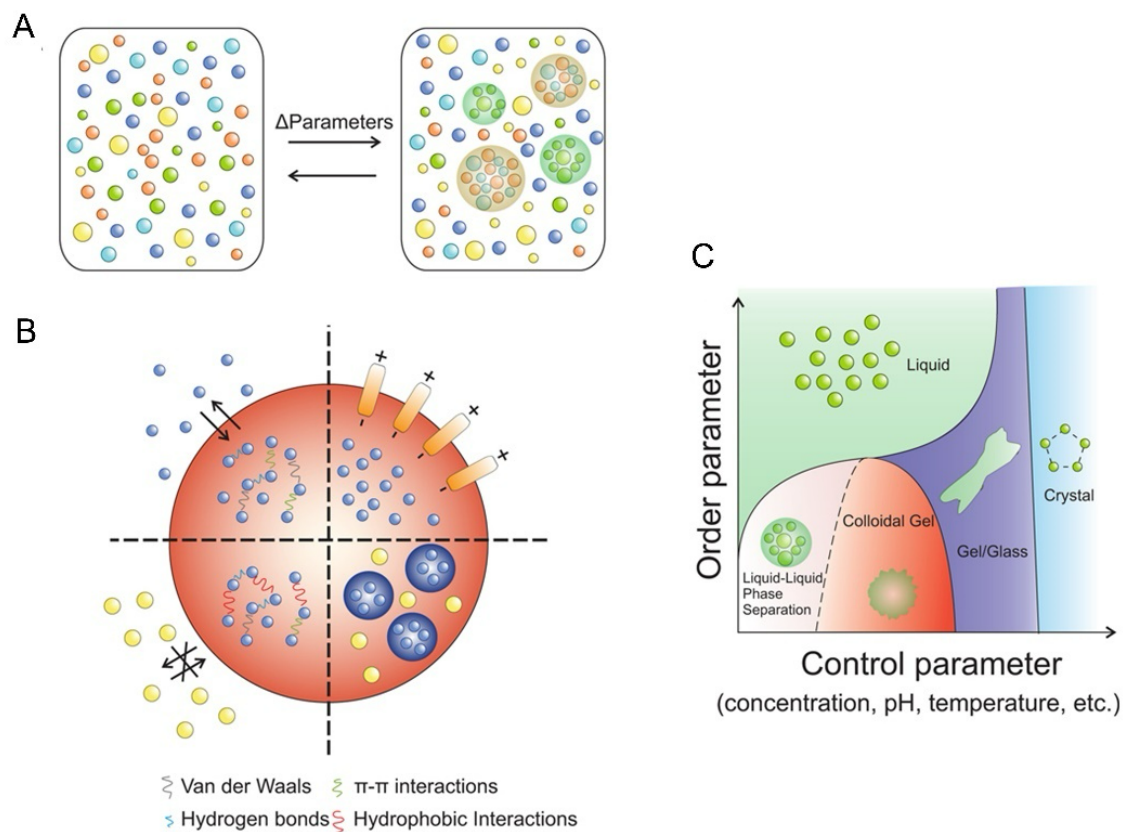 A
ΔParameters
B
+
+
+
+
-
-
-
-
Van der Waals
π-π interactions
Hydrogen bonds
Hydrophobic Interactions
C
Order parameter
Liquid
Crystal
Colloidal Gel
Gel/Glass
Liquid-Liquid
Phase
Separation
Control parameter
(concentration, pH, temperature, etc.)